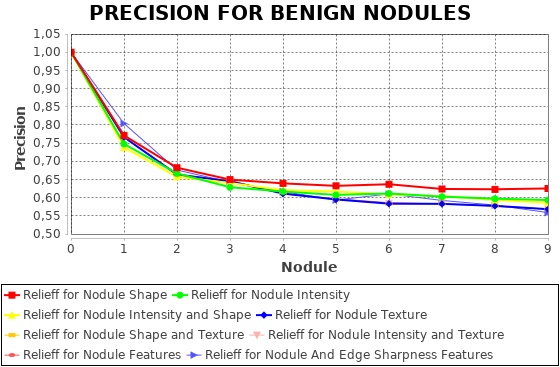 PRECISION FOR BENIGN NODULES
1,05
1,00
0,95
0,90
0,85
0,80
0,75
0,70
0,65
0,60
0,55
0,50
Precision
0 1 2 3 4 5 6 7 8 9
Nodule
Relieff for Nodule Shape Relieff for Nodule Intensity
Relieff for Nodule Intensity and Shape Relieff for Nodule Texture
Relieff for Nodule Shape and Texture Relieff for Nodule Intensity and Texture
Relieff for Nodule Features Relieff for Nodule And Edge Sharpness Features